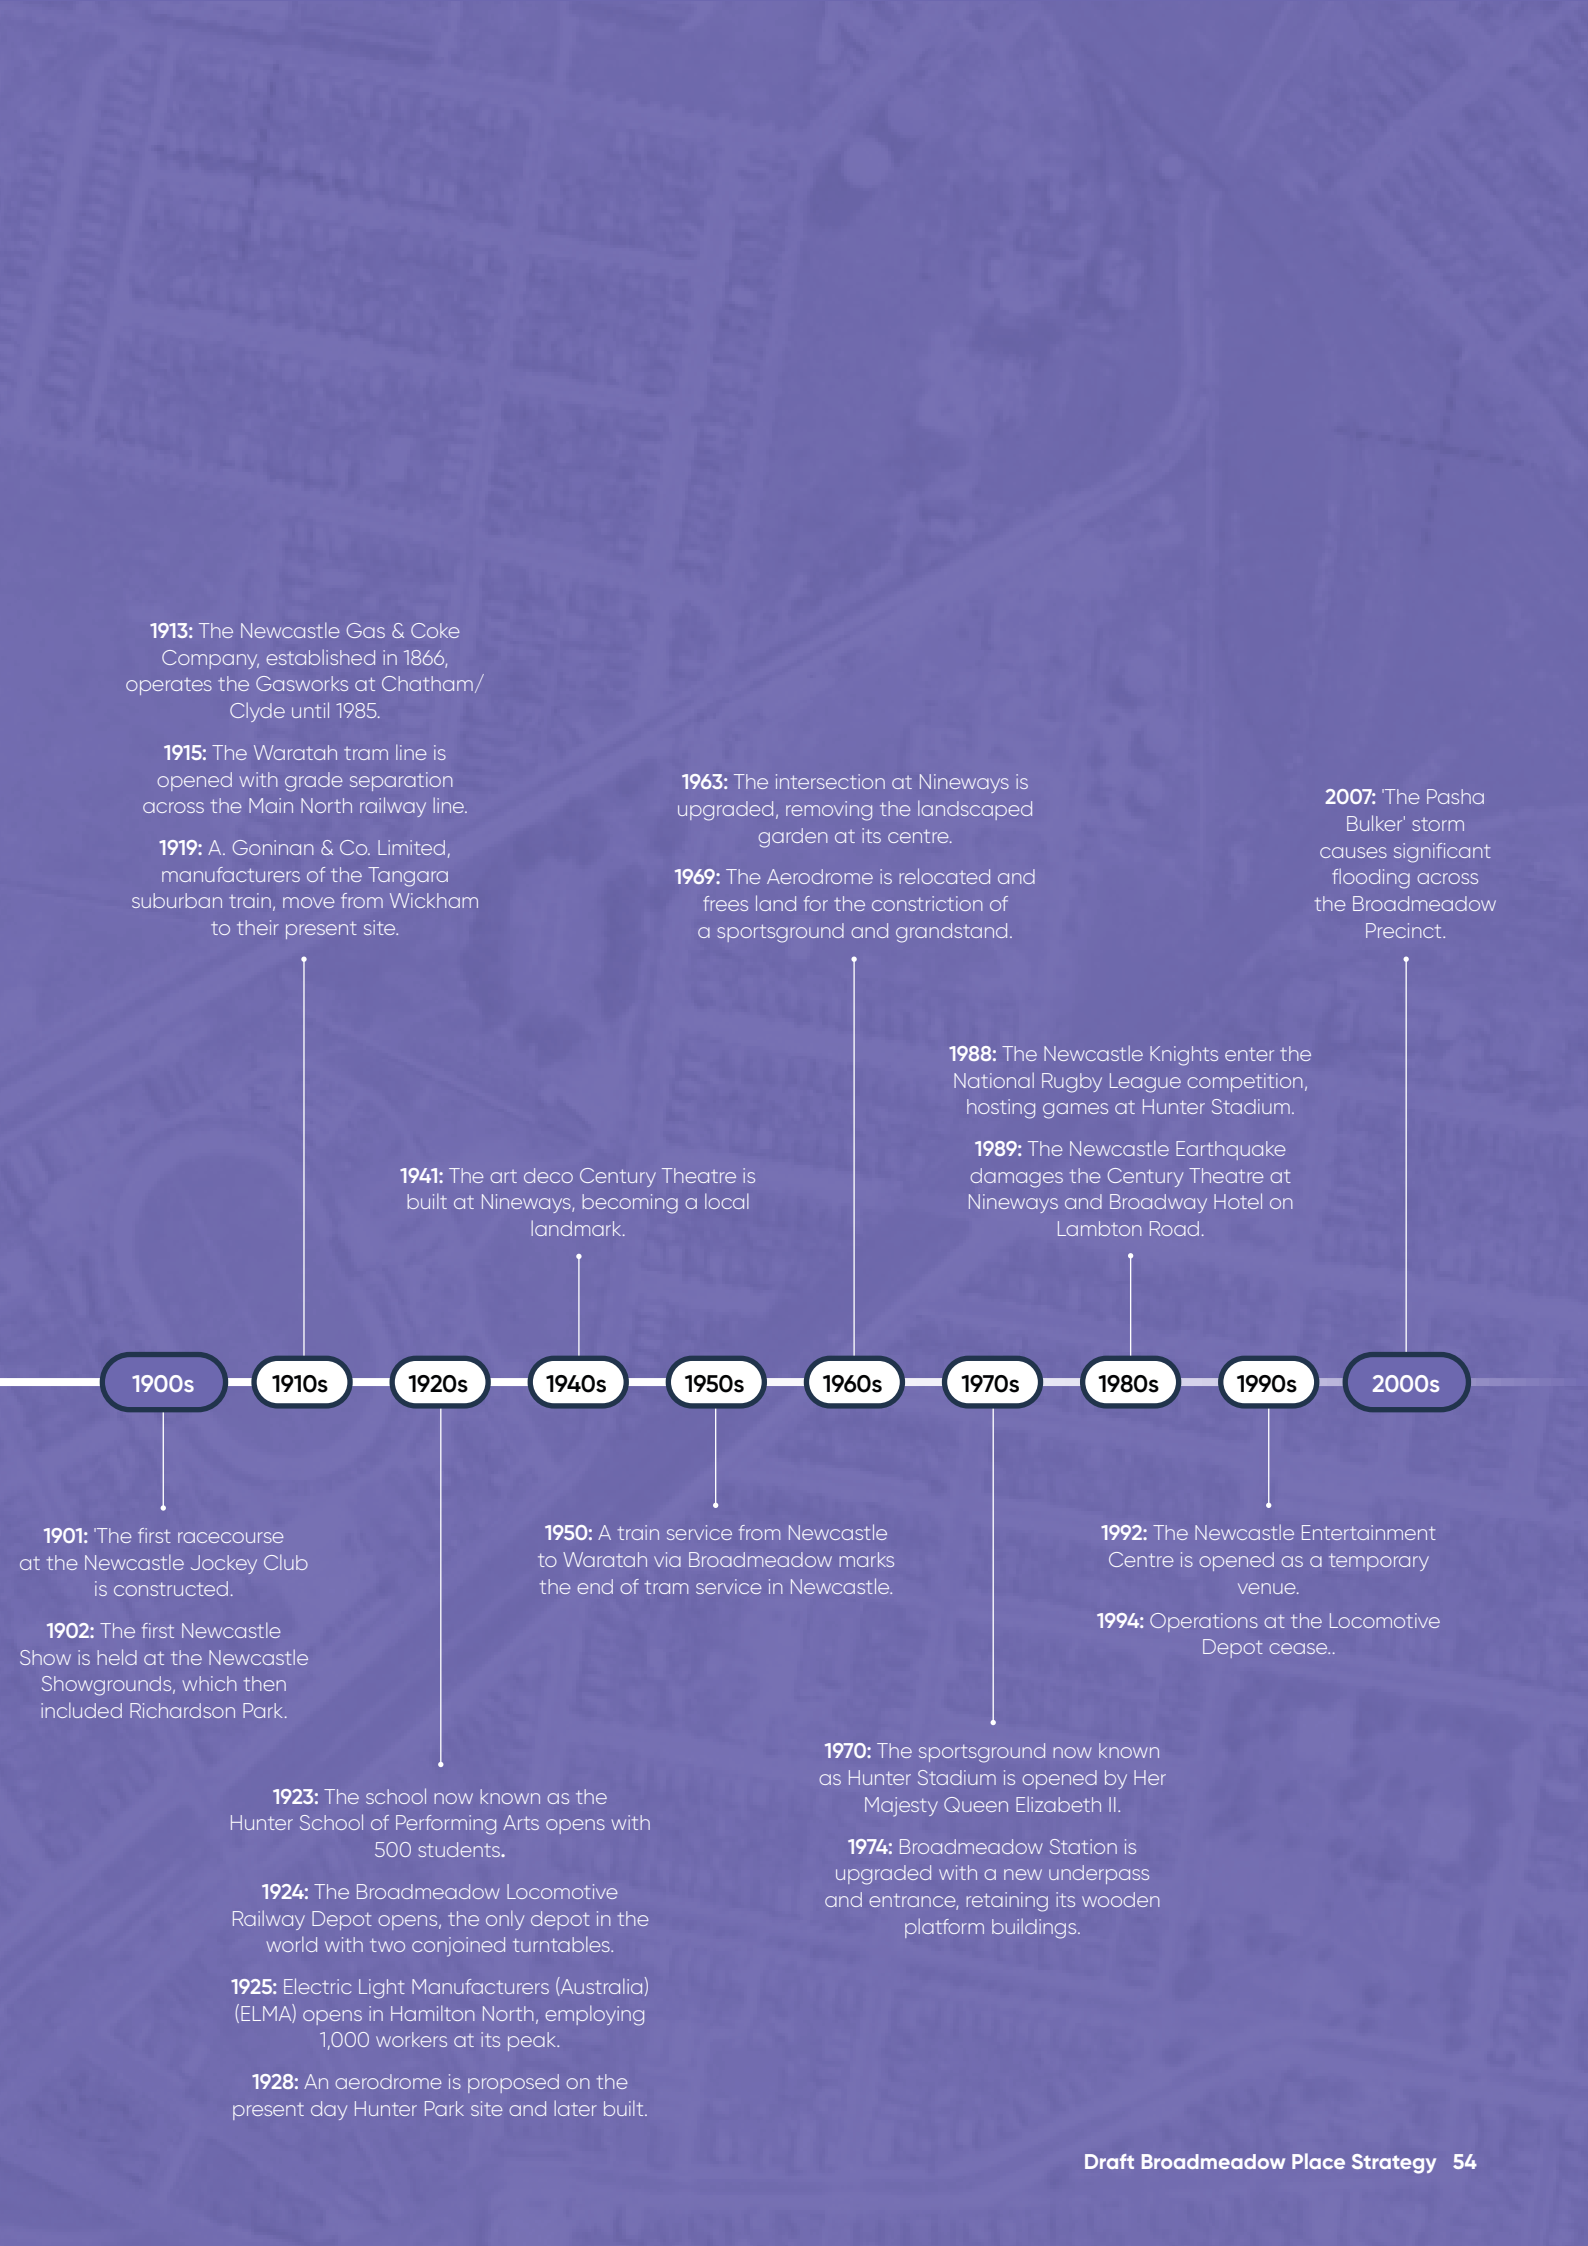 1913: The Newcastle Gas & Coke
Company, established in 1866,
operates the Gasworks at Chatham/
Clyde until 1985.
1915: The Waratah tram line is
opened with grade separation
across the Main North railway line.
1919: A. Goninan & Co. Limited,
manufacturers of the Tangara
suburban train, move from Wickham
to their present site.
1963: The intersection at Nineways is
upgraded, removing the landscaped
garden at its centre.
1969: The Aerodrome is relocated and
frees land for the constriction of
a sportsground and grandstand.
2007: 'The Pasha
Bulker' storm
causes significant
flooding across
the Broadmeadow
Precinct.
1941: The art deco Century Theatre is
built at Nineways, becoming a local
landmark.
1988: The Newcastle Knights enter the
National Rugby League competition,
hosting games at Hunter Stadium.
1989: The Newcastle Earthquake
damages the Century Theatre at
Nineways and Broadway Hotel on
Lambton Road.
1900s 1910s 1920s 1940s 1950s 1960s 1970s 1980s 1990s 2000s
1901: 'The first racecourse
at the Newcastle Jockey Club
is constructed.
1902: The first Newcastle
Show is held at the Newcastle
Showgrounds, which then
included Richardson Park.
1923: The school now known as the
Hunter School of Performing Arts opens with
500 students.
1924: The Broadmeadow Locomotive
Railway Depot opens, the only depot in the
world with two conjoined turntables.
1925: Electric Light Manufacturers (Australia)
(ELMA) opens in Hamilton North, employing
1,000 workers at its peak.
1928: An aerodrome is proposed on the
present day Hunter Park site and later built.
1950: A train service from Newcastle
to Waratah via Broadmeadow marks
the end of tram service in Newcastle.
1970: The sportsground now known
as Hunter Stadium is opened by Her
Majesty Queen Elizabeth II.
1974: Broadmeadow Station is
upgraded with a new underpass
and entrance, retaining its wooden
platform buildings.
1992: The Newcastle Entertainment
Centre is opened as a temporary
venue.
1994: Operations at the Locomotive
Depot cease..
Draft Broadmeadow Place Strategy 54